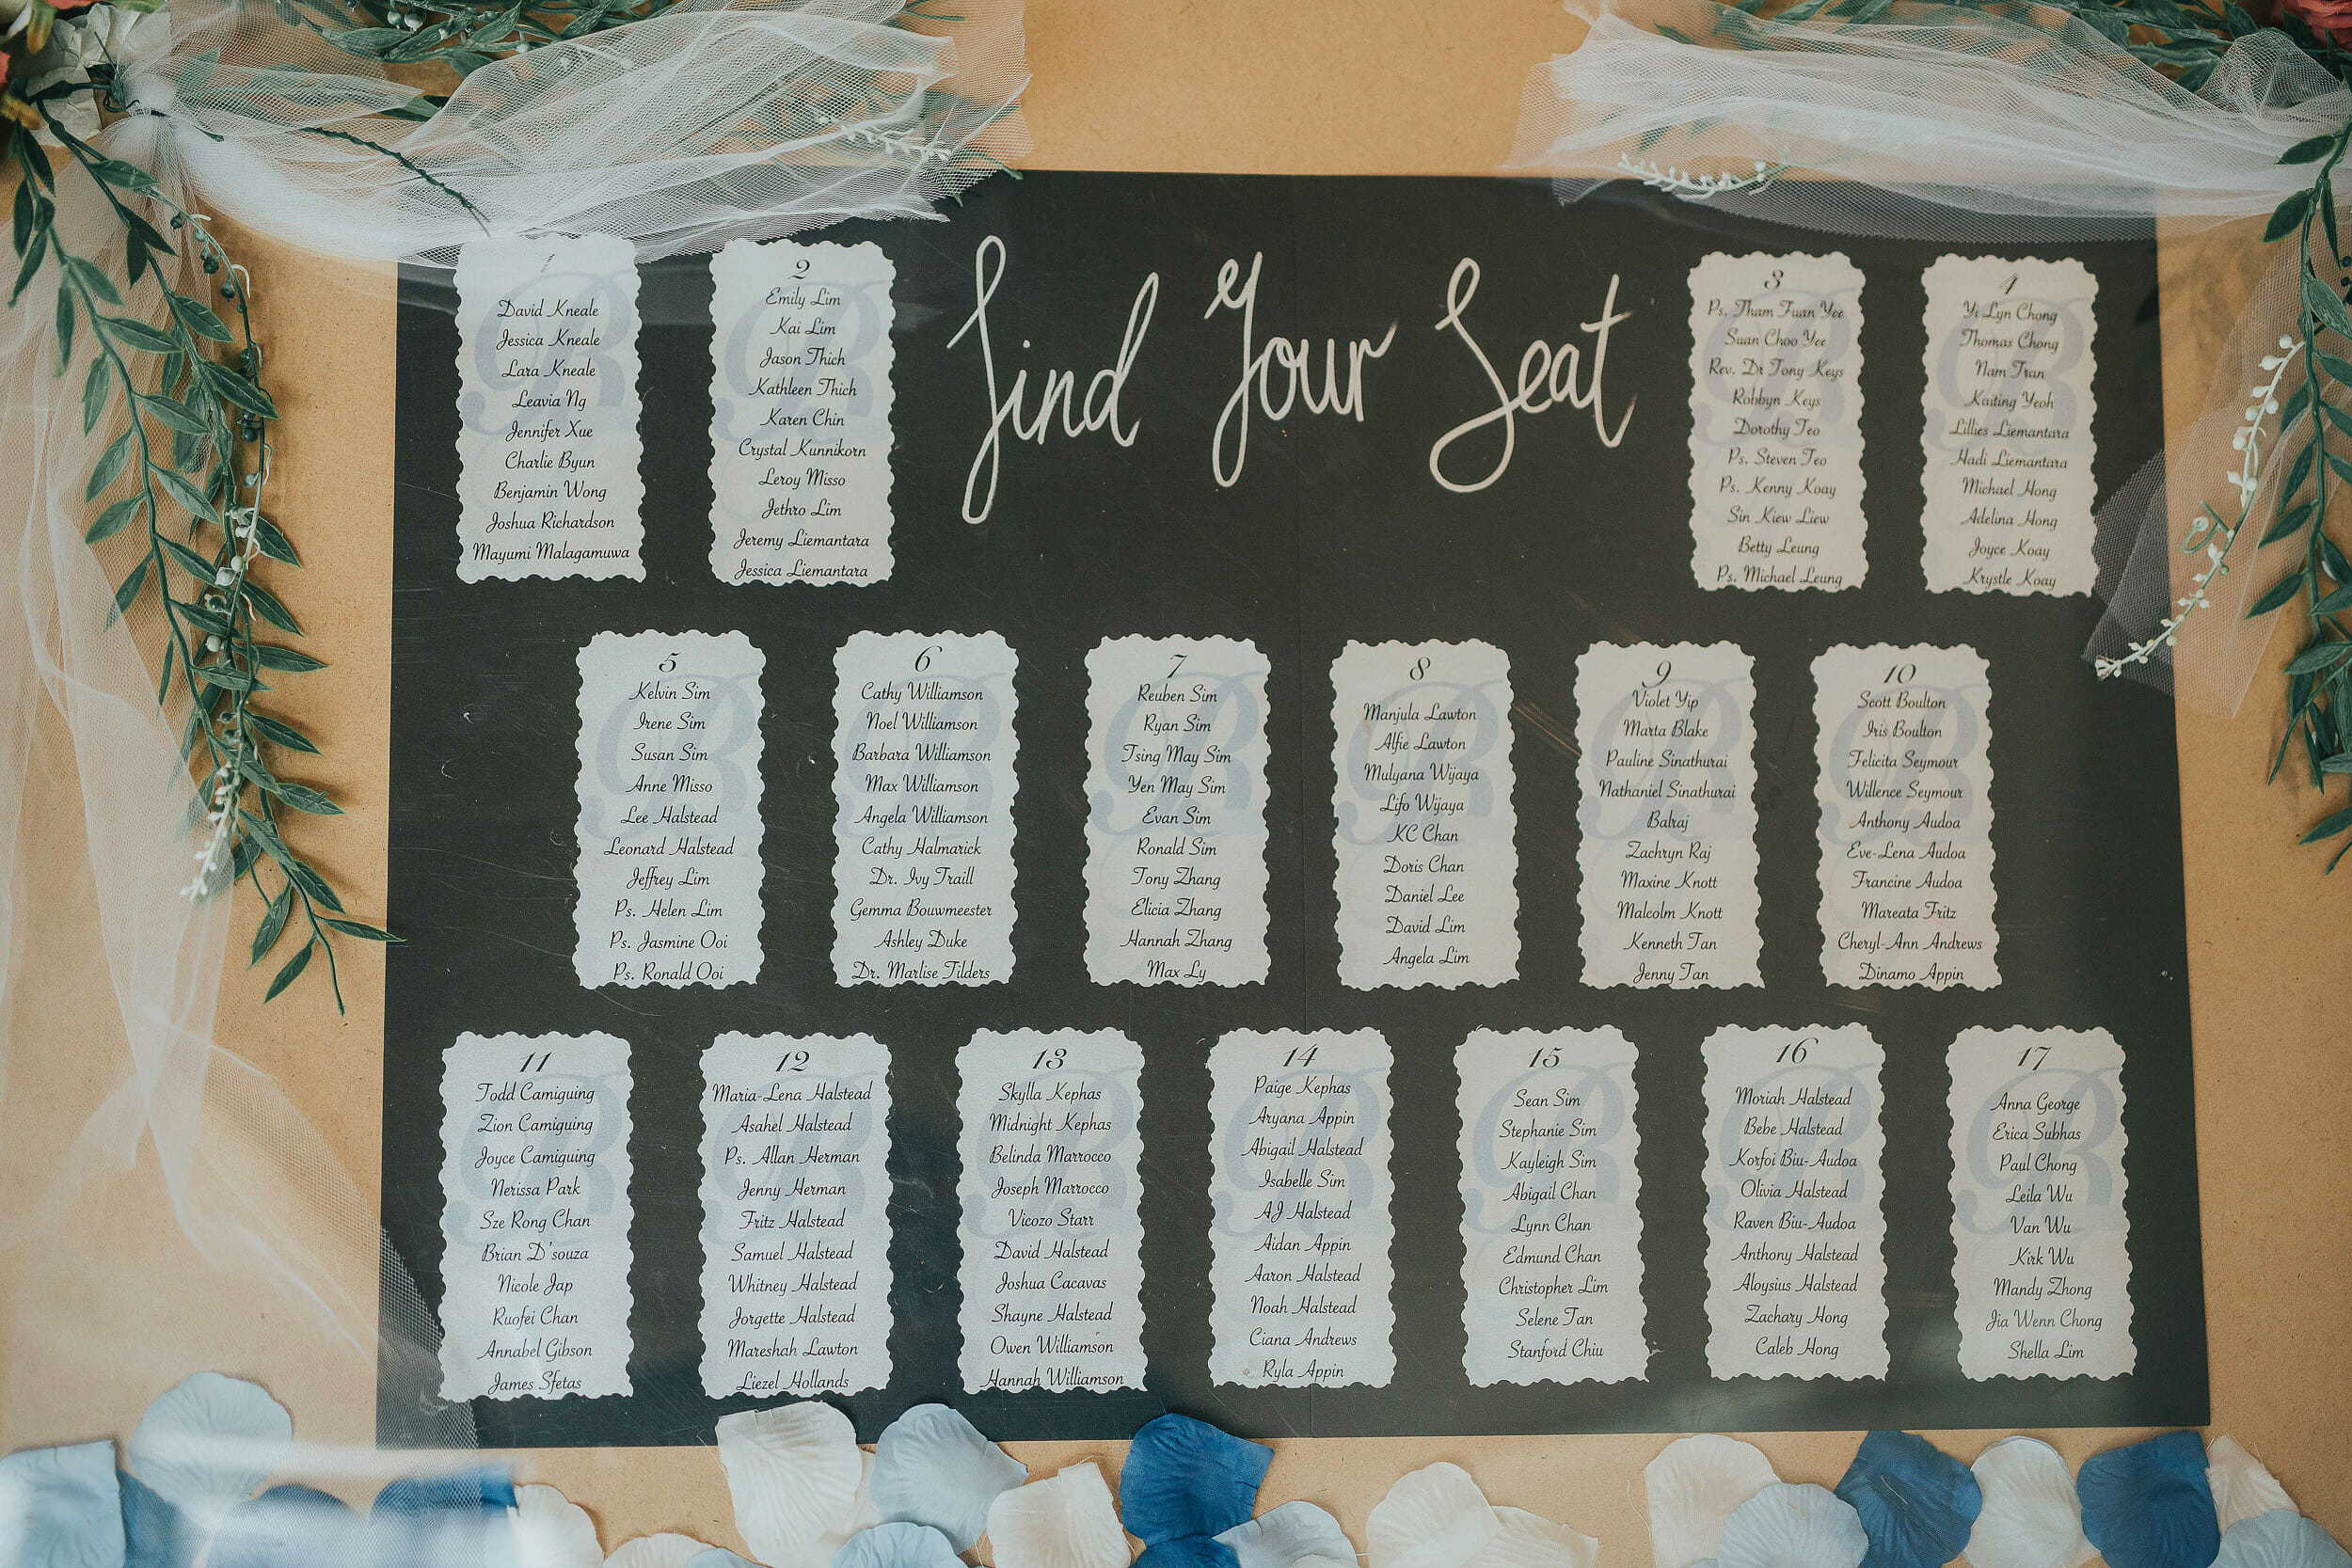 Find Your Seat
1
David Kneale
Jessica Kneale
Lara Kneale
Leavia Ng
Jennifer Xue
Charlie Byun
Benjamin Wong
Joshua Richardson
Mayumi Malagamuwa
2
Emily Lim
Kai Lim
Jason Thich
Kathleen Thich
Karen Chin
Crystal Kunnikorn
Leroy Misso
Jethro Lim
Jeremy Liemantara
Jessica Liemantara
3
Ps. Tham Fuan Yee
Suan Choo Yee
Rev. Dr Tony Keys
Robbyn Keys
Dorothy Teo
Ps. Steven Teo
Ps. Kenny Koay
Sin Kiew Liew
Betty Leung
Ps. Michael Leung
4
Yi Lyn Chong
Thomas Chong
Nam Tran
Kaiting Yeoh
Lillies Liemantara
Hadi Liemantara
Michael Hong
Adelina Hong
Joyce Koay
Krystle Koay
5
Kelvin Sim
Irene Sim
Susan Sim
Anne Misso
Lee Halstead
Leonard Halstead
Jeffrey Lim
Ps. Helen Lim
Ps. Jasmine Ooi
Ps. Ronald Ooi
6
Cathy Williamson
Noel Williamson
Barbara Williamson
Max Williamson
Angela Williamson
Cathy Halmarick
Dr. Ivy Traill
Gemma Bouwmeester
Ashley Duke
Dr. Marlise Tilders
7
Reuben Sim
Ryan Sim
Tsing May Sim
Yen May Sim
Evan Sim
Ronald Sim
Tony Zhang
Elicia Zhang
Hannah Zhang
Max Ly
8
Manjula Lawton
Alfie Lawton
Mulyana Wijaya
Lifo Wijaya
KC Chan
Doris Chan
Daniel Lee
David Lim
Angela Lim
9
Violet Yip
Marta Blake
Pauline Sinathurai
Nathaniel Sinathurai
Balraj
Zachryn Raj
Maxine Knott
Malcolm Knott
Kenneth Tan
Jenny Tan
10
Scott Boulton
Iris Boulton
Felicita Seymour
Willence Seymour
Anthony Audoa
Eve-Lena Audoa
Francine Audoa
Mareata Fritz
Cheryl-Ann Andrews
Dinamo Appin
11
Todd Camiguing
Zion Camiguing
Joyce Camiguing
Nerissa Park
Sze Rong Chan
Brian D'souza
Nicole Jap
Ruofei Chan
Annabel Gibson
James Sfetas
12
Maria-Lena Halstead
Asahel Halstead
Ps. Allan Herman
Jenny Herman
Fritz Halstead
Samuel Halstead
Whitney Halstead
Jorgette Halstead
Mareshah Lawton
Liezel Hollands
13
Skylla Kephas
Midnight Kephas
Belinda Marrocco
Joseph Marrocco
Vicozo Starr
David Halstead
Joshua Cacavas
Shayne Halstead
Owen Williamson
Hannah Williamson
14
Paige Kephas
Aryana Appin
Abigail Halstead
Isabelle Sim
AJ Halstead
Aidan Appin
Aaron Halstead
Noah Halstead
Ciana Andrews
Ryla Appin
15
Sean Sim
Stephanie Sim
Kayleigh Sim
Abigail Chan
Lynn Chan
Edmund Chan
Christopher Lim
Selene Tan
Stanford Chiu
16
Moriah Halstead
Bebe Halstead
Korfoi Biu-Audoa
Olivia Halstead
Raven Biu-Audoa
Anthony Halstead
Aloysius Halstead
Zachary Hong
Caleb Hong
17
Anna George
Erica Subhas
Paul Chong
Leila Wu
Van Wu
Kirk Wu
Mandy Zhong
Jia Wenn Chong
Shella Lim